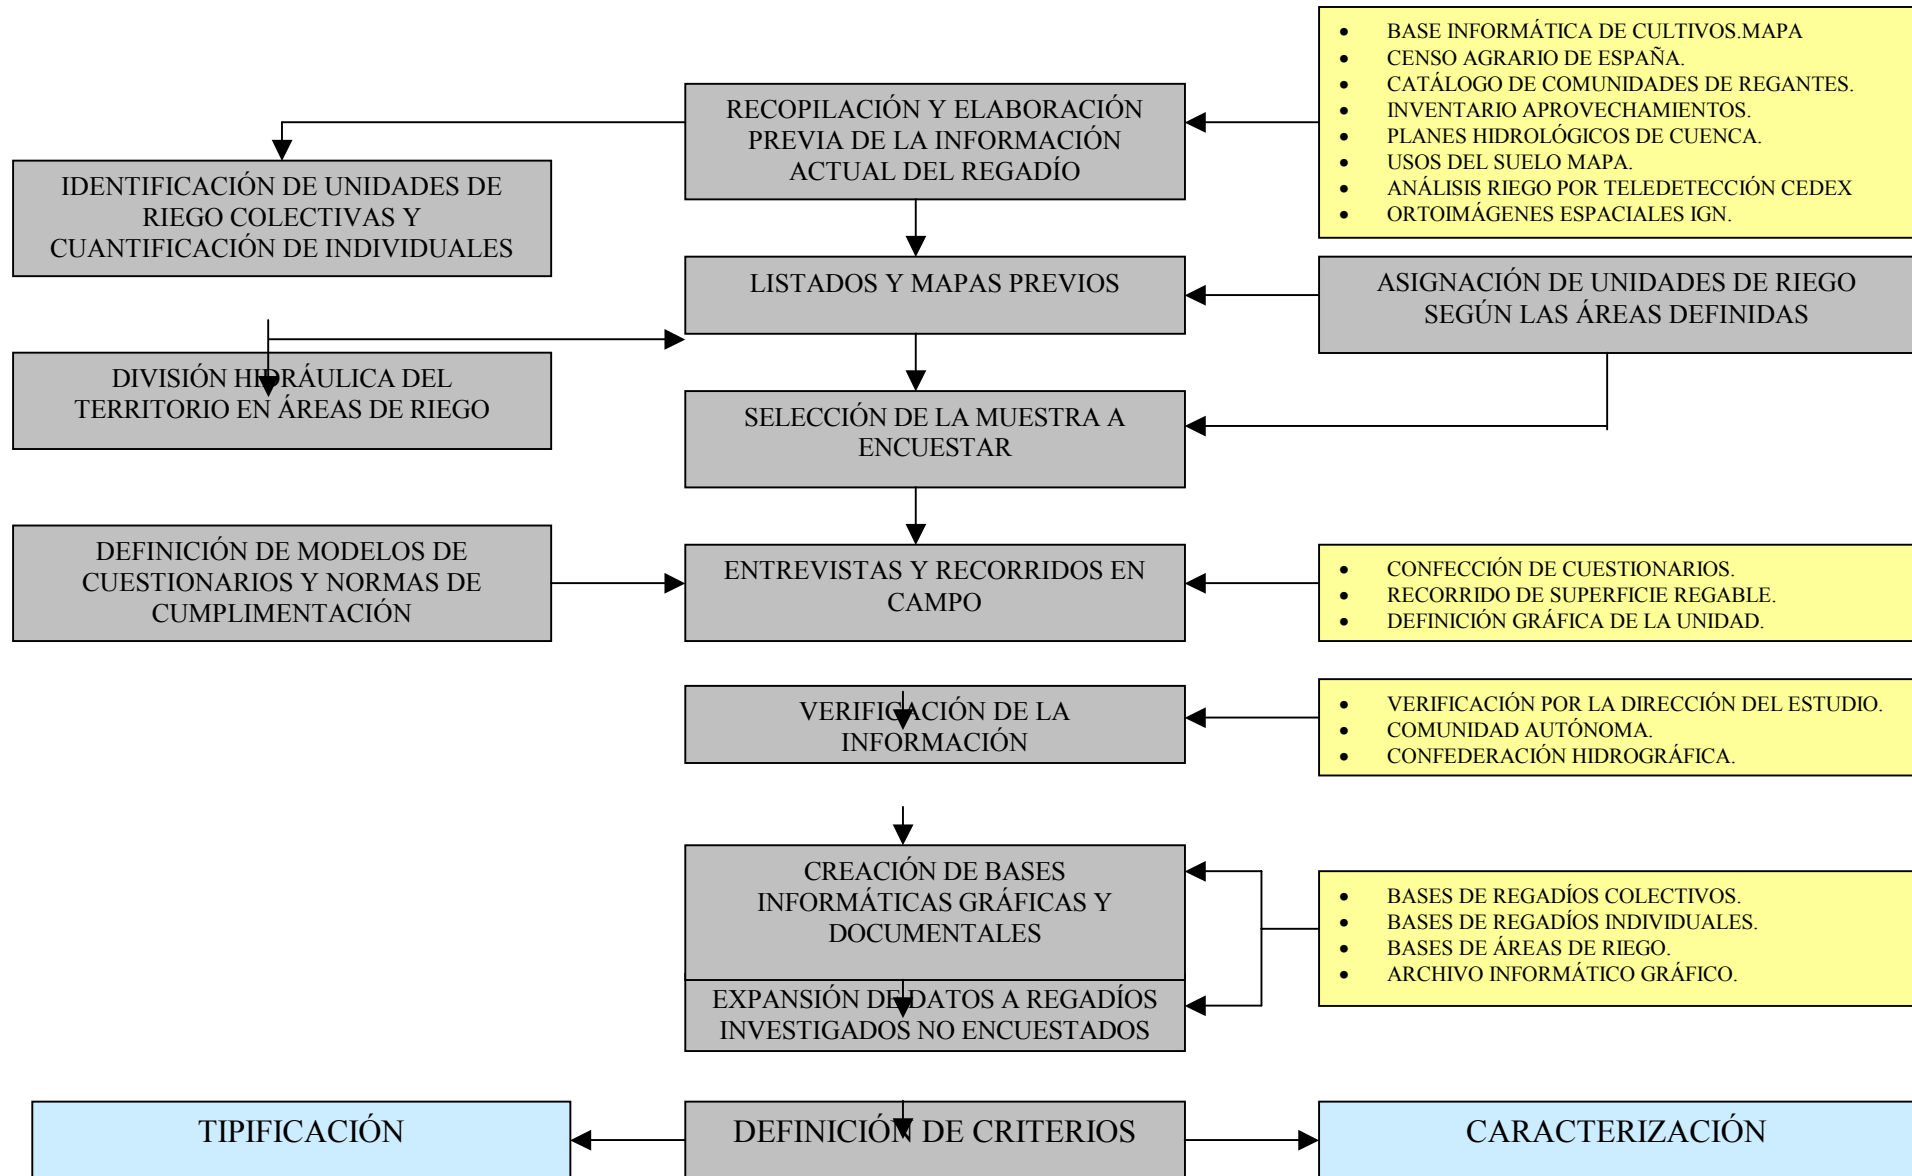 • BASE INFORMÁTICA DE CULTIVOS.MAPA
• CENSO AGRARIO DE ESPAÑA.
• CATÁLOGO DE COMUNIDADES DE REGANTES.
• INVENTARIO APROVECHAMIENTOS.
• PLANES HIDROLÓGICOS DE CUENCA.
• USOS DEL SUELO MAPA.
• ANÁLISIS RIEGO POR TELEDETECCIÓN CEDEX
• ORTOIMÁGENES ESPACIALES IGN.
RECOPILACIÓN Y ELABORACIÓN
PREVIA DE LA INFORMACIÓN
ACTUAL DEL REGADÍO
IDENTIFICACIÓN DE UNIDADES DE
RIEGO COLECTIVAS Y
CUANTIFICACIÓN DE INDIVIDUALES
LISTADOS Y MAPAS PREVIOS
ASIGNACIÓN DE UNIDADES DE RIEGO
SEGÚN LAS ÁREAS DEFINIDAS
DIVISIÓN HIDRÁULICA DEL
TERRITORIO EN ÁREAS DE RIEGO
SELECCIÓN DE LA MUESTRA A
ENCUESTAR
DEFINICIÓN DE MODELOS DE
CUESTIONARIOS Y NORMAS DE
CUMPLIMENTACIÓN
ENTREVISTAS Y RECORRIDOS EN
CAMPO
• CONFECCIÓN DE CUESTIONARIOS.
• RECORRIDO DE SUPERFICIE REGABLE.
• DEFINICIÓN GRÁFICA DE LA UNIDAD.
VERIFICACIÓN DE LA
INFORMACIÓN
• VERIFICACIÓN POR LA DIRECCIÓN DEL ESTUDIO.
• COMUNIDAD AUTÓNOMA.
• CONFEDERACIÓN HIDROGRÁFICA.
CREACIÓN DE BASES
INFORMÁTICAS GRÁFICAS Y
DOCUMENTALES
• BASES DE REGADÍOS COLECTIVOS.
• BASES DE REGADÍOS INDIVIDUALES.
• BASES DE ÁREAS DE RIEGO.
• ARCHIVO INFORMÁTICO GRÁFICO.
EXPANSIÓN DE DATOS A REGADÍOS
INVESTIGADOS NO ENCUESTADOS
TIPIFICACIÓN
DEFINICIÓN DE CRITERIOS
CARACTERIZACIÓN